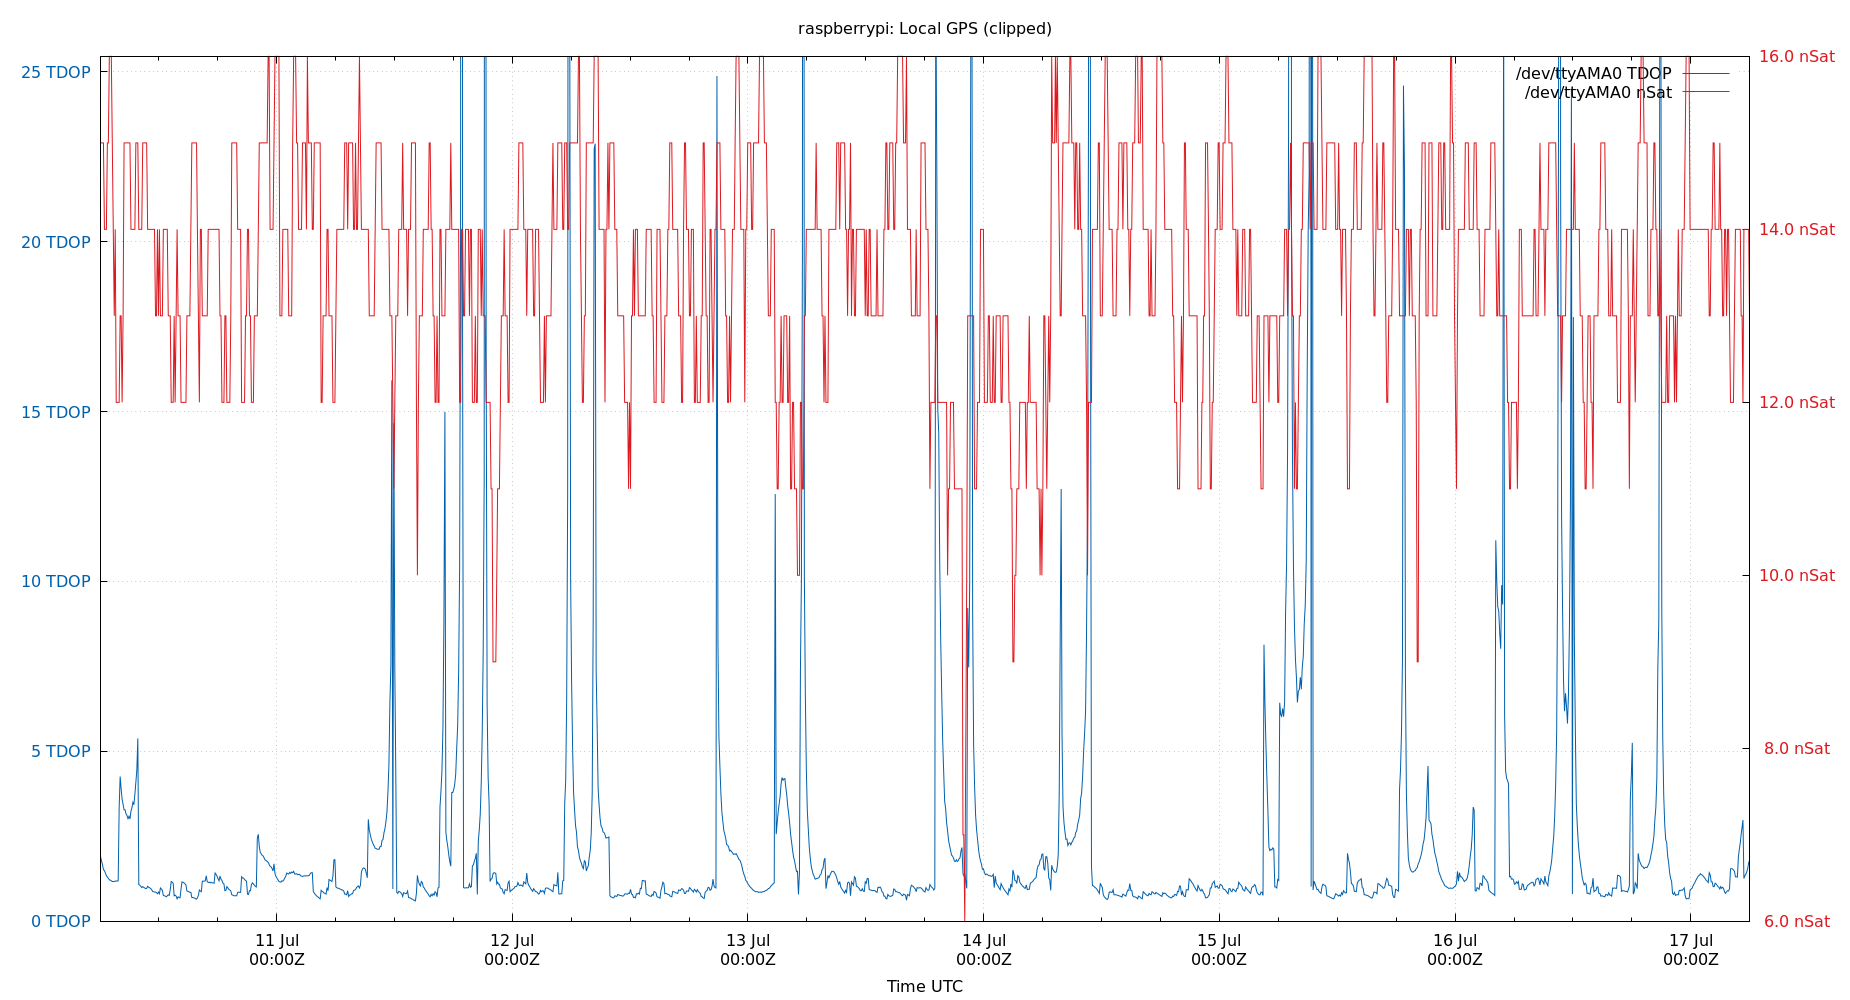 raspberrypi: Local GPS (clipped)
25 TDOP
20 TDOP
15 TDOP
10 TDOP
5 TDOP
0 TDOP
16.0 nSat
14.0 nSat
12.0 nSat
10.0 nSat
8.0 nSat
6.0 nSat
/dev/ttyAMA0 TDOP
/dev/ttyAMA0 nSat
11 Jul
00:00Z
12 Jul
00:00Z
13 Jul
00:00Z
14 Jul
00:00Z
15 Jul
00:00Z
16 Jul
00:00Z
17 Jul
00:00Z
Time UTC